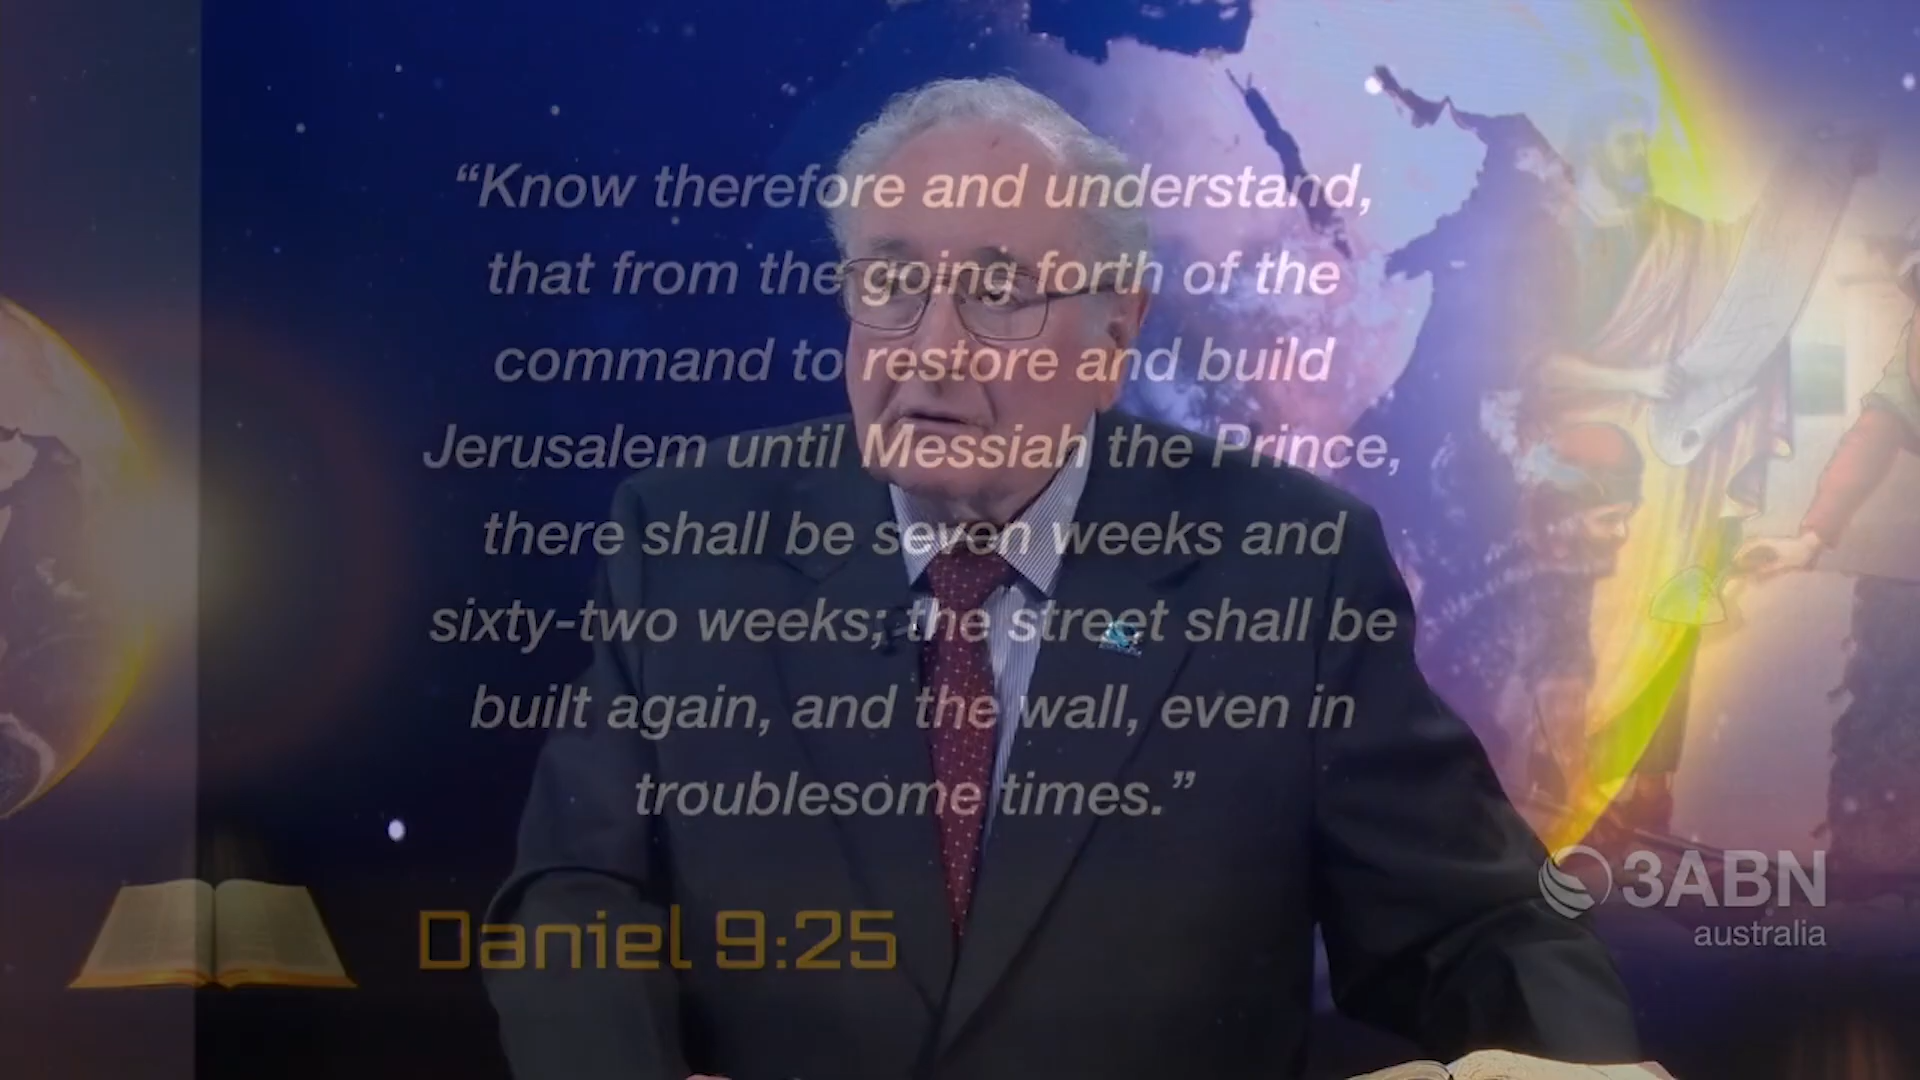 “Know therefore and understand,
that from the going forth of the
command to restore and build
Jerusalem until Messiah the Prince,
there shall be seven weeks and
sixty-two weeks; the street shall be
built again, and the wall, even in
troublesome times.”
Daniel 9:25
3ABN
australia